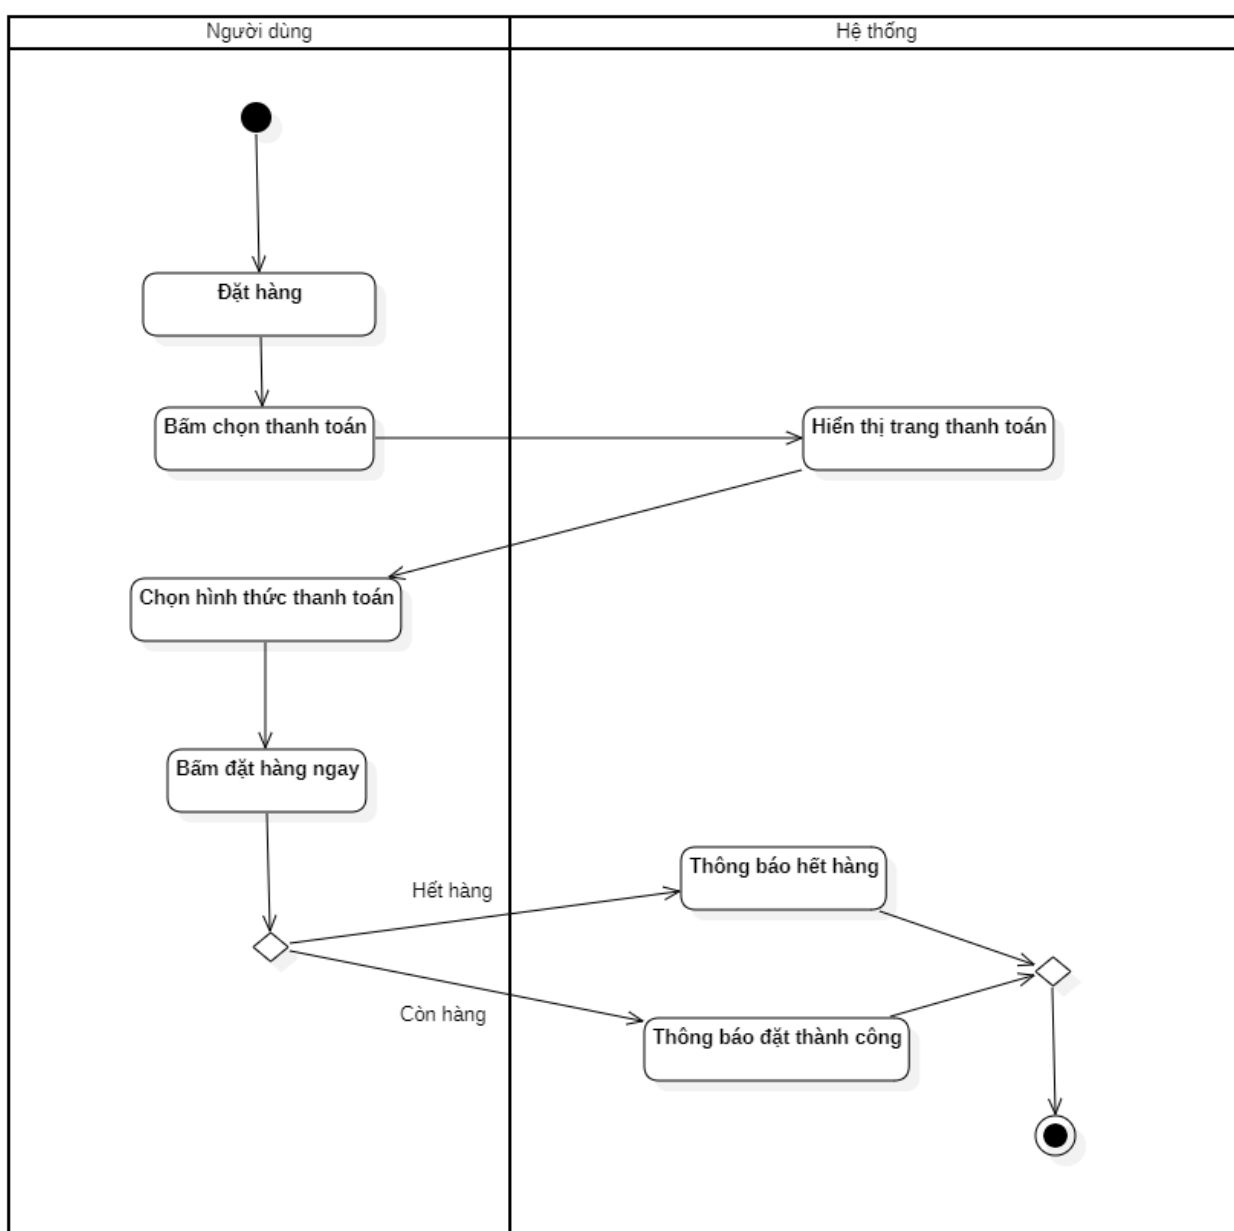 Người dùng
Hệ thống
Đặt hàng
Bấm chọn thanh toán
Hiển thị trang thanh toán
Chọn hình thức thanh toán
Bấm đặt hàng ngay
Thông báo hết hàng
Hết hàng
Còn hàng
Thông báo đặt thành công